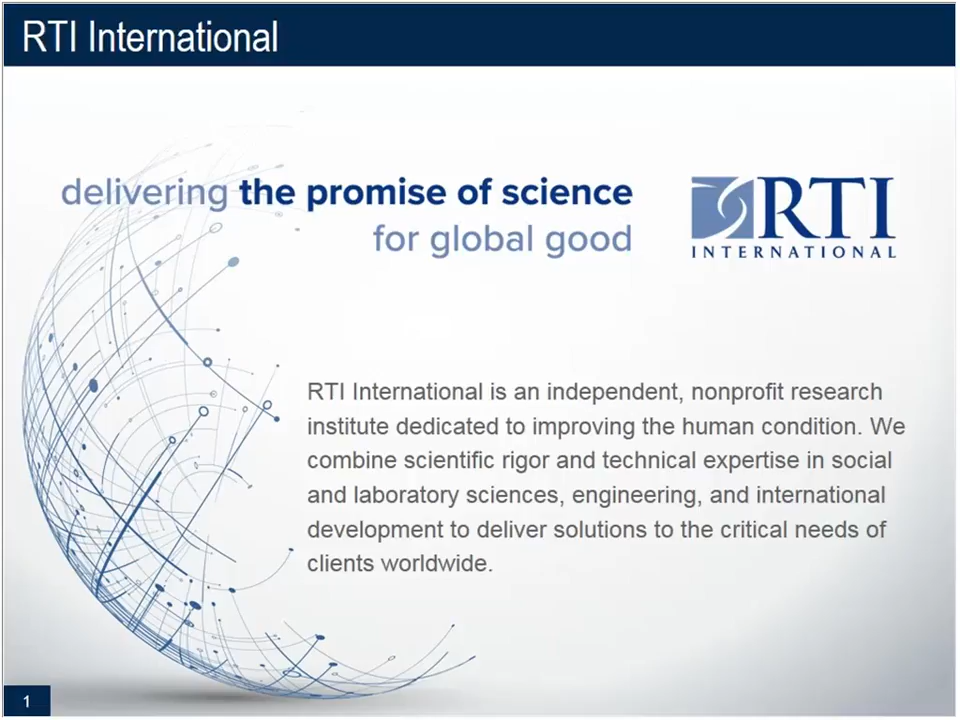 RTI International
delivering the promise of science
for global good
RTI
INTERNATIONAL
RTI International is an independent, nonprofit research
institute dedicated to improving the human condition. We
combine scientific rigor and technical expertise in social
and laboratory sciences, engineering, and international
development to deliver solutions to the critical needs of
clients worldwide.
1